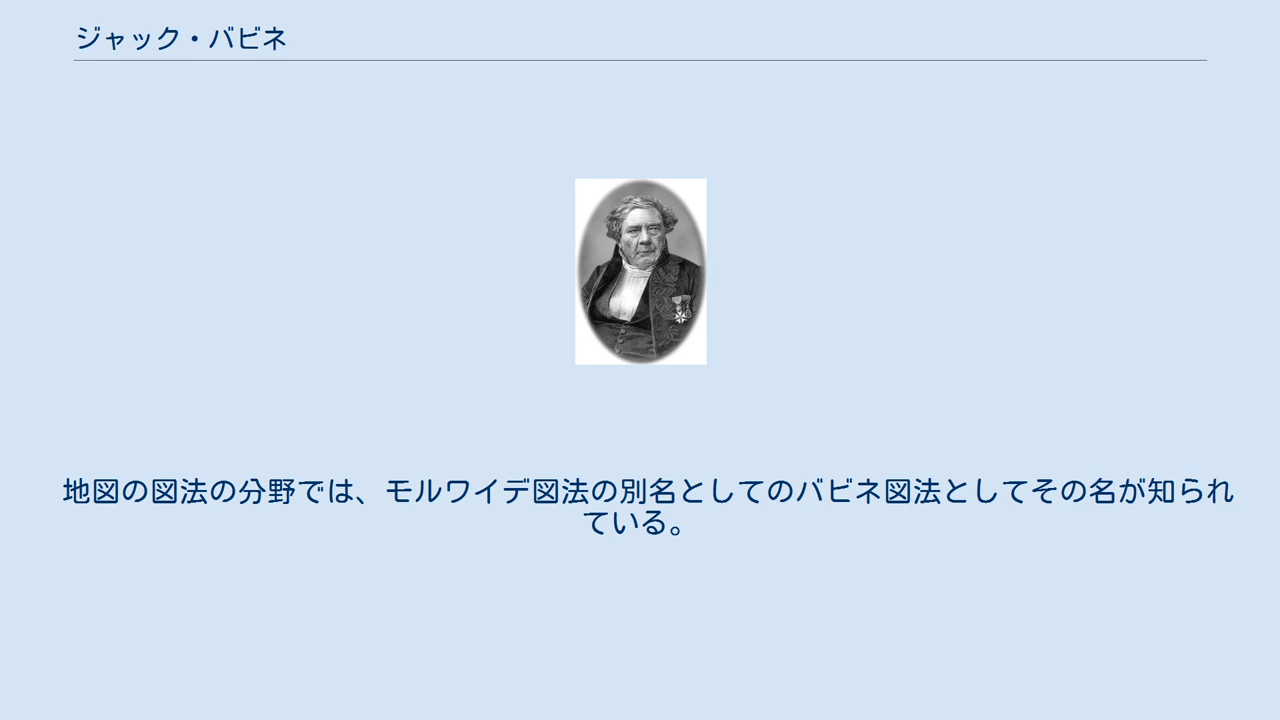 ジャック・バビネ
地図の図法の分野では、モルワイデ図法の別名としてのバビネ図法としてその名が知られ
ている。